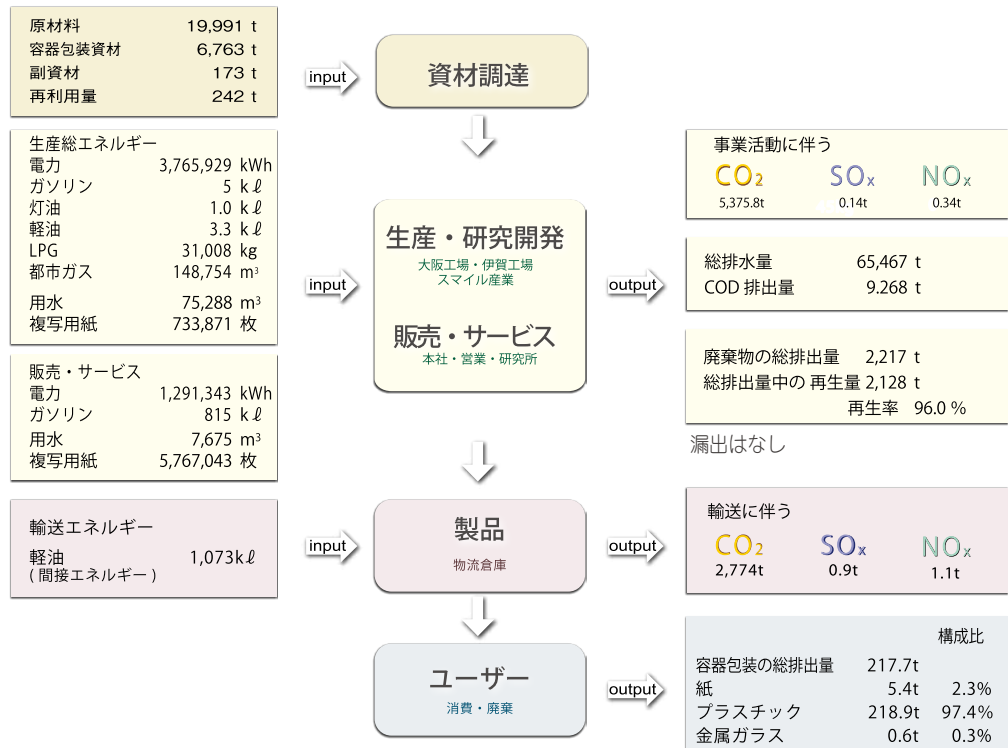 原材料 19,991 t
容器包装資材 6,763 t
副資材 173 t
再利用量 242 t
input
資材調達
生産総エネルギー
電力 3,765,929 kWh
ガソリン 5 kℓ
灯油 1.0 kℓ
軽油 3.3 kℓ
LPG 31,008 kg
都市ガス 148,754 m³
用水 75,288 m³
複写用紙 733,871 枚
販売・サービス
電力 1,291,343 kWh
ガソリン 815 kℓ
用水 7,675 m³
複写用紙 5,767,043 枚
input
生産・研究開発
大阪工場・伊賀工場
スマイル産業
販売・サービス
本社・営業・研究所
output
事業活動に伴う
CO₂ SOx NOx
5,375.8t 0.14t 0.34t
総排水量 65,467 t
COD 排出量 9.268 t
廃棄物の総排出量 2,217 t
総排出量中の 再生量 2,128 t
再生率 96.0 %
漏出はなし
輸送エネルギー
軽油 1,073kℓ
( 間接エネルギー )
input
製品
物流倉庫
output
輸送に伴う
CO₂ SOx NOx
2,774t 0.9t 1.1t
ユーザー
消費・廃棄
output
構成比
容器包装の総排出量 217.7t
紙 5.4t 2.3%
プラスチック 218.9t 97.4%
金属ガラス 0.6t 0.3%